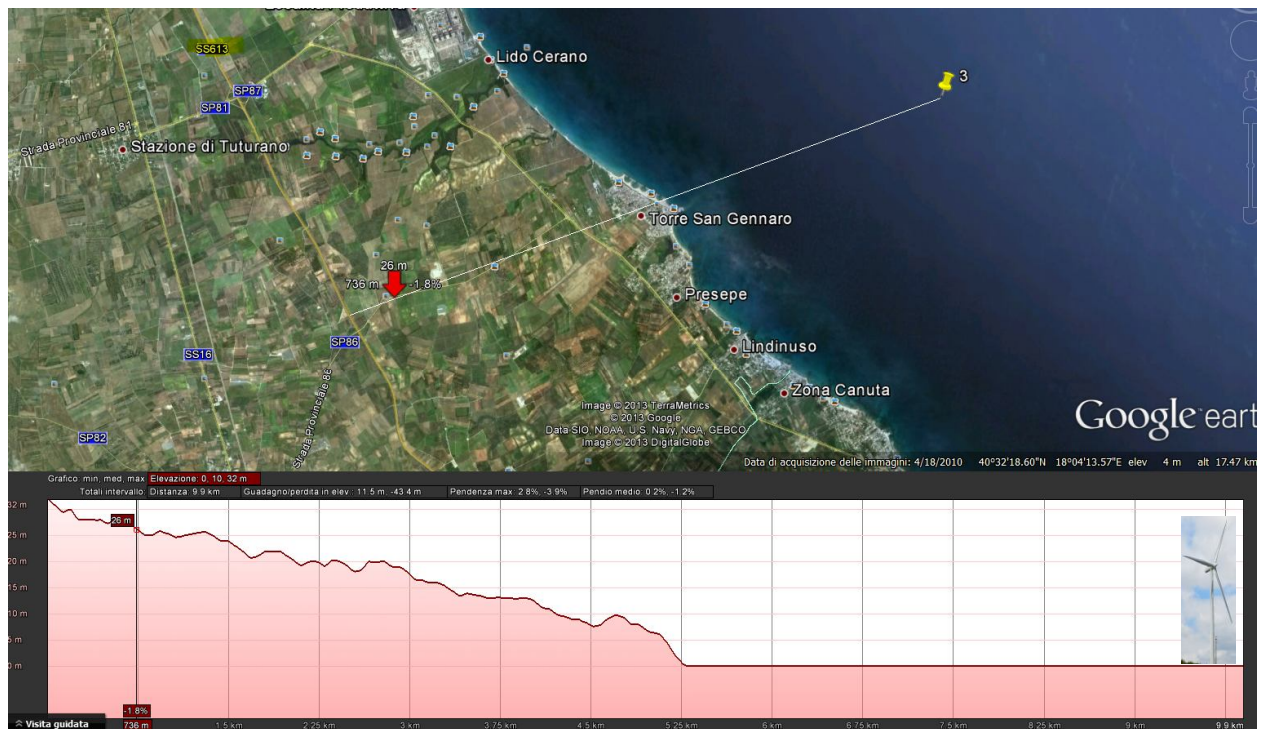 SS613
Lido Cerano
3
SP87
SP81
Strada Provinciale 81
Stazione di Tuturano
Torre San Gennaro
26 m
736 m
-1,8%
Presepe
SP86
Lindinuso
SS16
Zona Canuta
Strada Provinciale 86
SP82
Image © 2013 TerraMetrics
© 2013 Google
Data SIO, NOAA, U.S. Navy, NGA, GEBCO
Image © 2013 DigitalGlobe
Google eart
Data di acquisizione delle immagini: 4/18/2010 40°32'18.60"N 18°04'13.57"E elev 4 m alt 17.47 km
Grafico: min, med, max Elevazione: 0, 10, 32 m
Totali intervallo: Distanza: 9.9 km Guadagno/perdita in elev.: 11.5 m, -43.4 m Pendenza max: 2.8%, -3.9% Pendio medio: 0.2%, -1.2%
32 m
26 m
25 m
20 m
15 m
10 m
5 m
0 m
-1.8%
Visita guidata
736 m 1.5 km 2.25 km 3 km 3.75 km 4.5 km 5.25 km 6 km 6.75 km 7.5 km 8.25 km 9 km 9.9 km